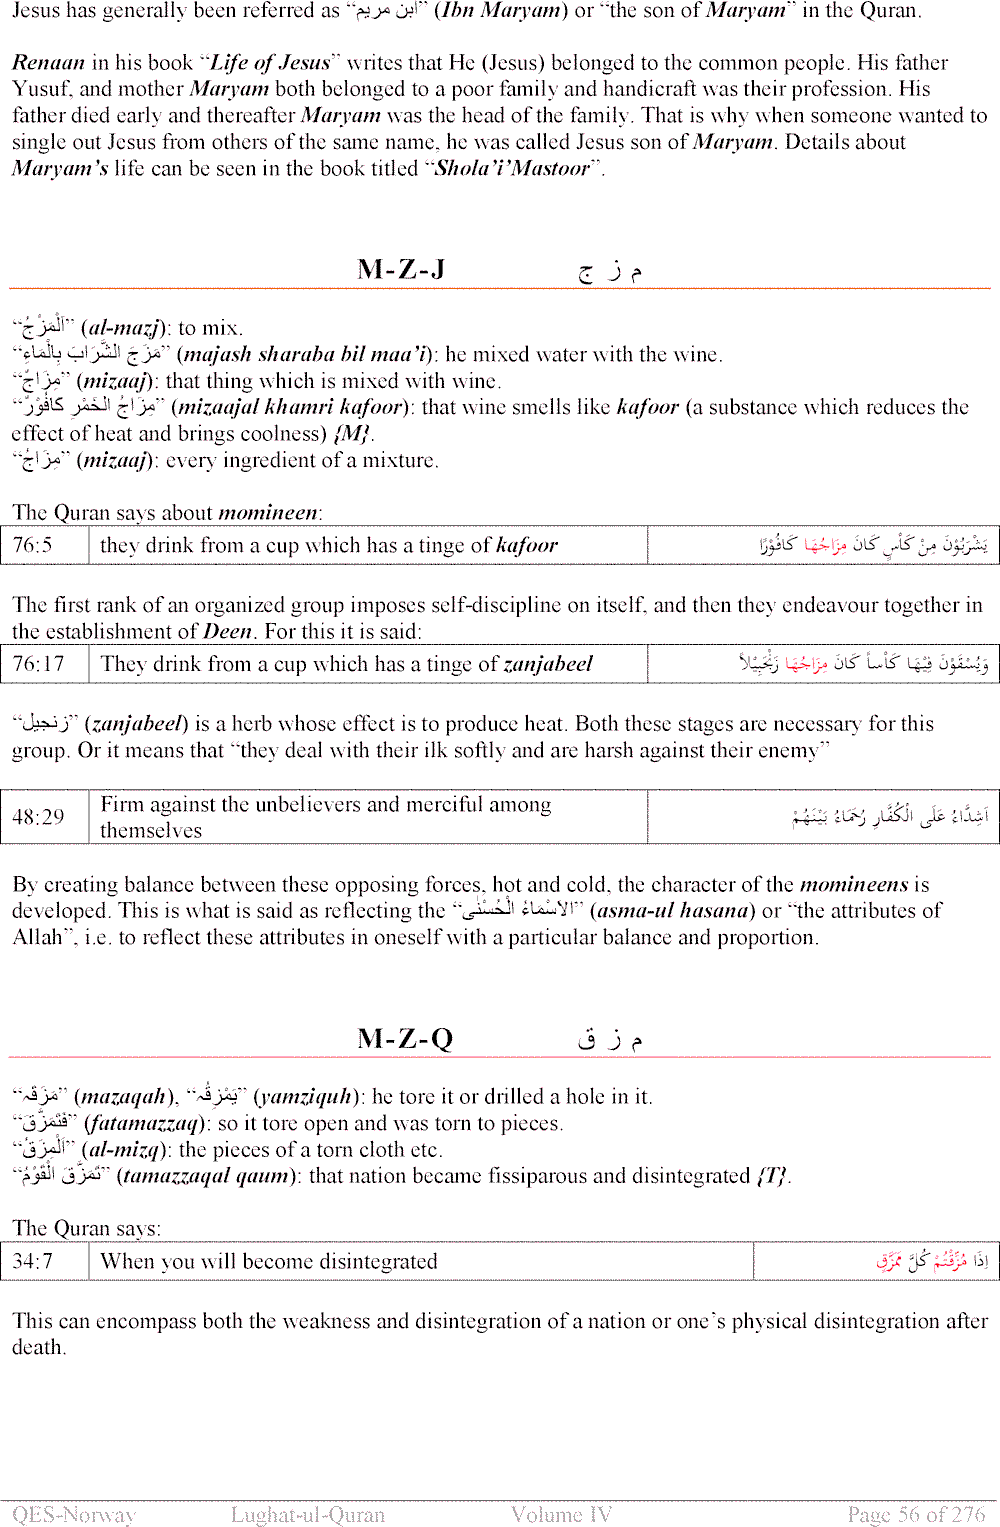 Jesus has generally been referred as “ابن مريم” (Ibn Maryam) or “the son of Maryam” in the Quran.
Renaan in his book “Life of Jesus” writes that He (Jesus) belonged to the common people. His father
Yusuf, and mother Maryam both belonged to a poor family and handicraft was their profession. His
father died early and thereafter Maryam was the head of the family. That is why when someone wanted to
single out Jesus from others of the same name, he was called Jesus son of Maryam. Details about
Maryam’s life can be seen in the book titled “Shola’i’Mastoor”.
M-Z-J م ز ج
“اَلْمَزْجُ” (al-mazj): to mix.
“مَزَجَ الشَّرَابَ بِالْمَاءِ” (majash sharaba bil maa’i): he mixed water with the wine.
“مِزَاجٌ” (mizaaj): that thing which is mixed with wine.
“مِزَاجُ الخَمْرِ كَافُوْرٌ” (mizaajal khamri kafoor): that wine smells like kafoor (a substance which reduces the
effect of heat and brings coolness) {M}.
“مِزَاجٌ” (mizaaj): every ingredient of a mixture.
The Quran says about momineen:
76:5 they drink from a cup which has a tinge of kafoor يَشْرَبُوْنَ مِنْ كَأْسٍ كَانَ مِزَاجُهَا كَافُوْرًا
The first rank of an organized group imposes self-discipline on itself, and then they endeavour together in
the establishment of Deen. For this it is said:
76:17 They drink from a cup which has a tinge of zanjabeel وَيُسْقَوْنَ فِيْهَا كَأْساً كَانَ مِزَاجُهَا زَنْجَبِيْلاً
“زنجبيل” (zanjabeel) is a herb whose effect is to produce heat. Both these stages are necessary for this
group. Or it means that “they deal with their ilk softly and are harsh against their enemy”
48:29 Firm against the unbelievers and merciful among themselves اَشِدَّاءُ عَلَى الْكُفَّارِ رُحَمَاءُ بَيْنَهُمْ
By creating balance between these opposing forces, hot and cold, the character of the momineens is
developed. This is what is said as reflecting the “الاَسْمَاءُ الْحُسْنٰى” (asma-ul hasana) or “the attributes of
Allah”, i.e. to reflect these attributes in oneself with a particular balance and proportion.
M-Z-Q م ز ق
“مَزَقَہ” (mazaqah), “يَمْزِقُہ” (yamziquh): he tore it or drilled a hole in it.
“فَتَمَزَّقَ” (fatamazzaq): so it tore open and was torn to pieces.
“اَلْمِزَقُ” (al-mizq): the pieces of a torn cloth etc.
“تَمَزَّقَ الْقَوْمُ” (tamazzaqal qaum): that nation became fissiparous and disintegrated {T}.
The Quran says:
34:7 When you will become disintegrated اِذَا مُزِّقْتُمْ كُلَّ مُمَزَّقٍ
This can encompass both the weakness and disintegration of a nation or one’s physical disintegration after
death.
QES-Norway Lughat-ul-Quran Volume IV Page 56 of 276